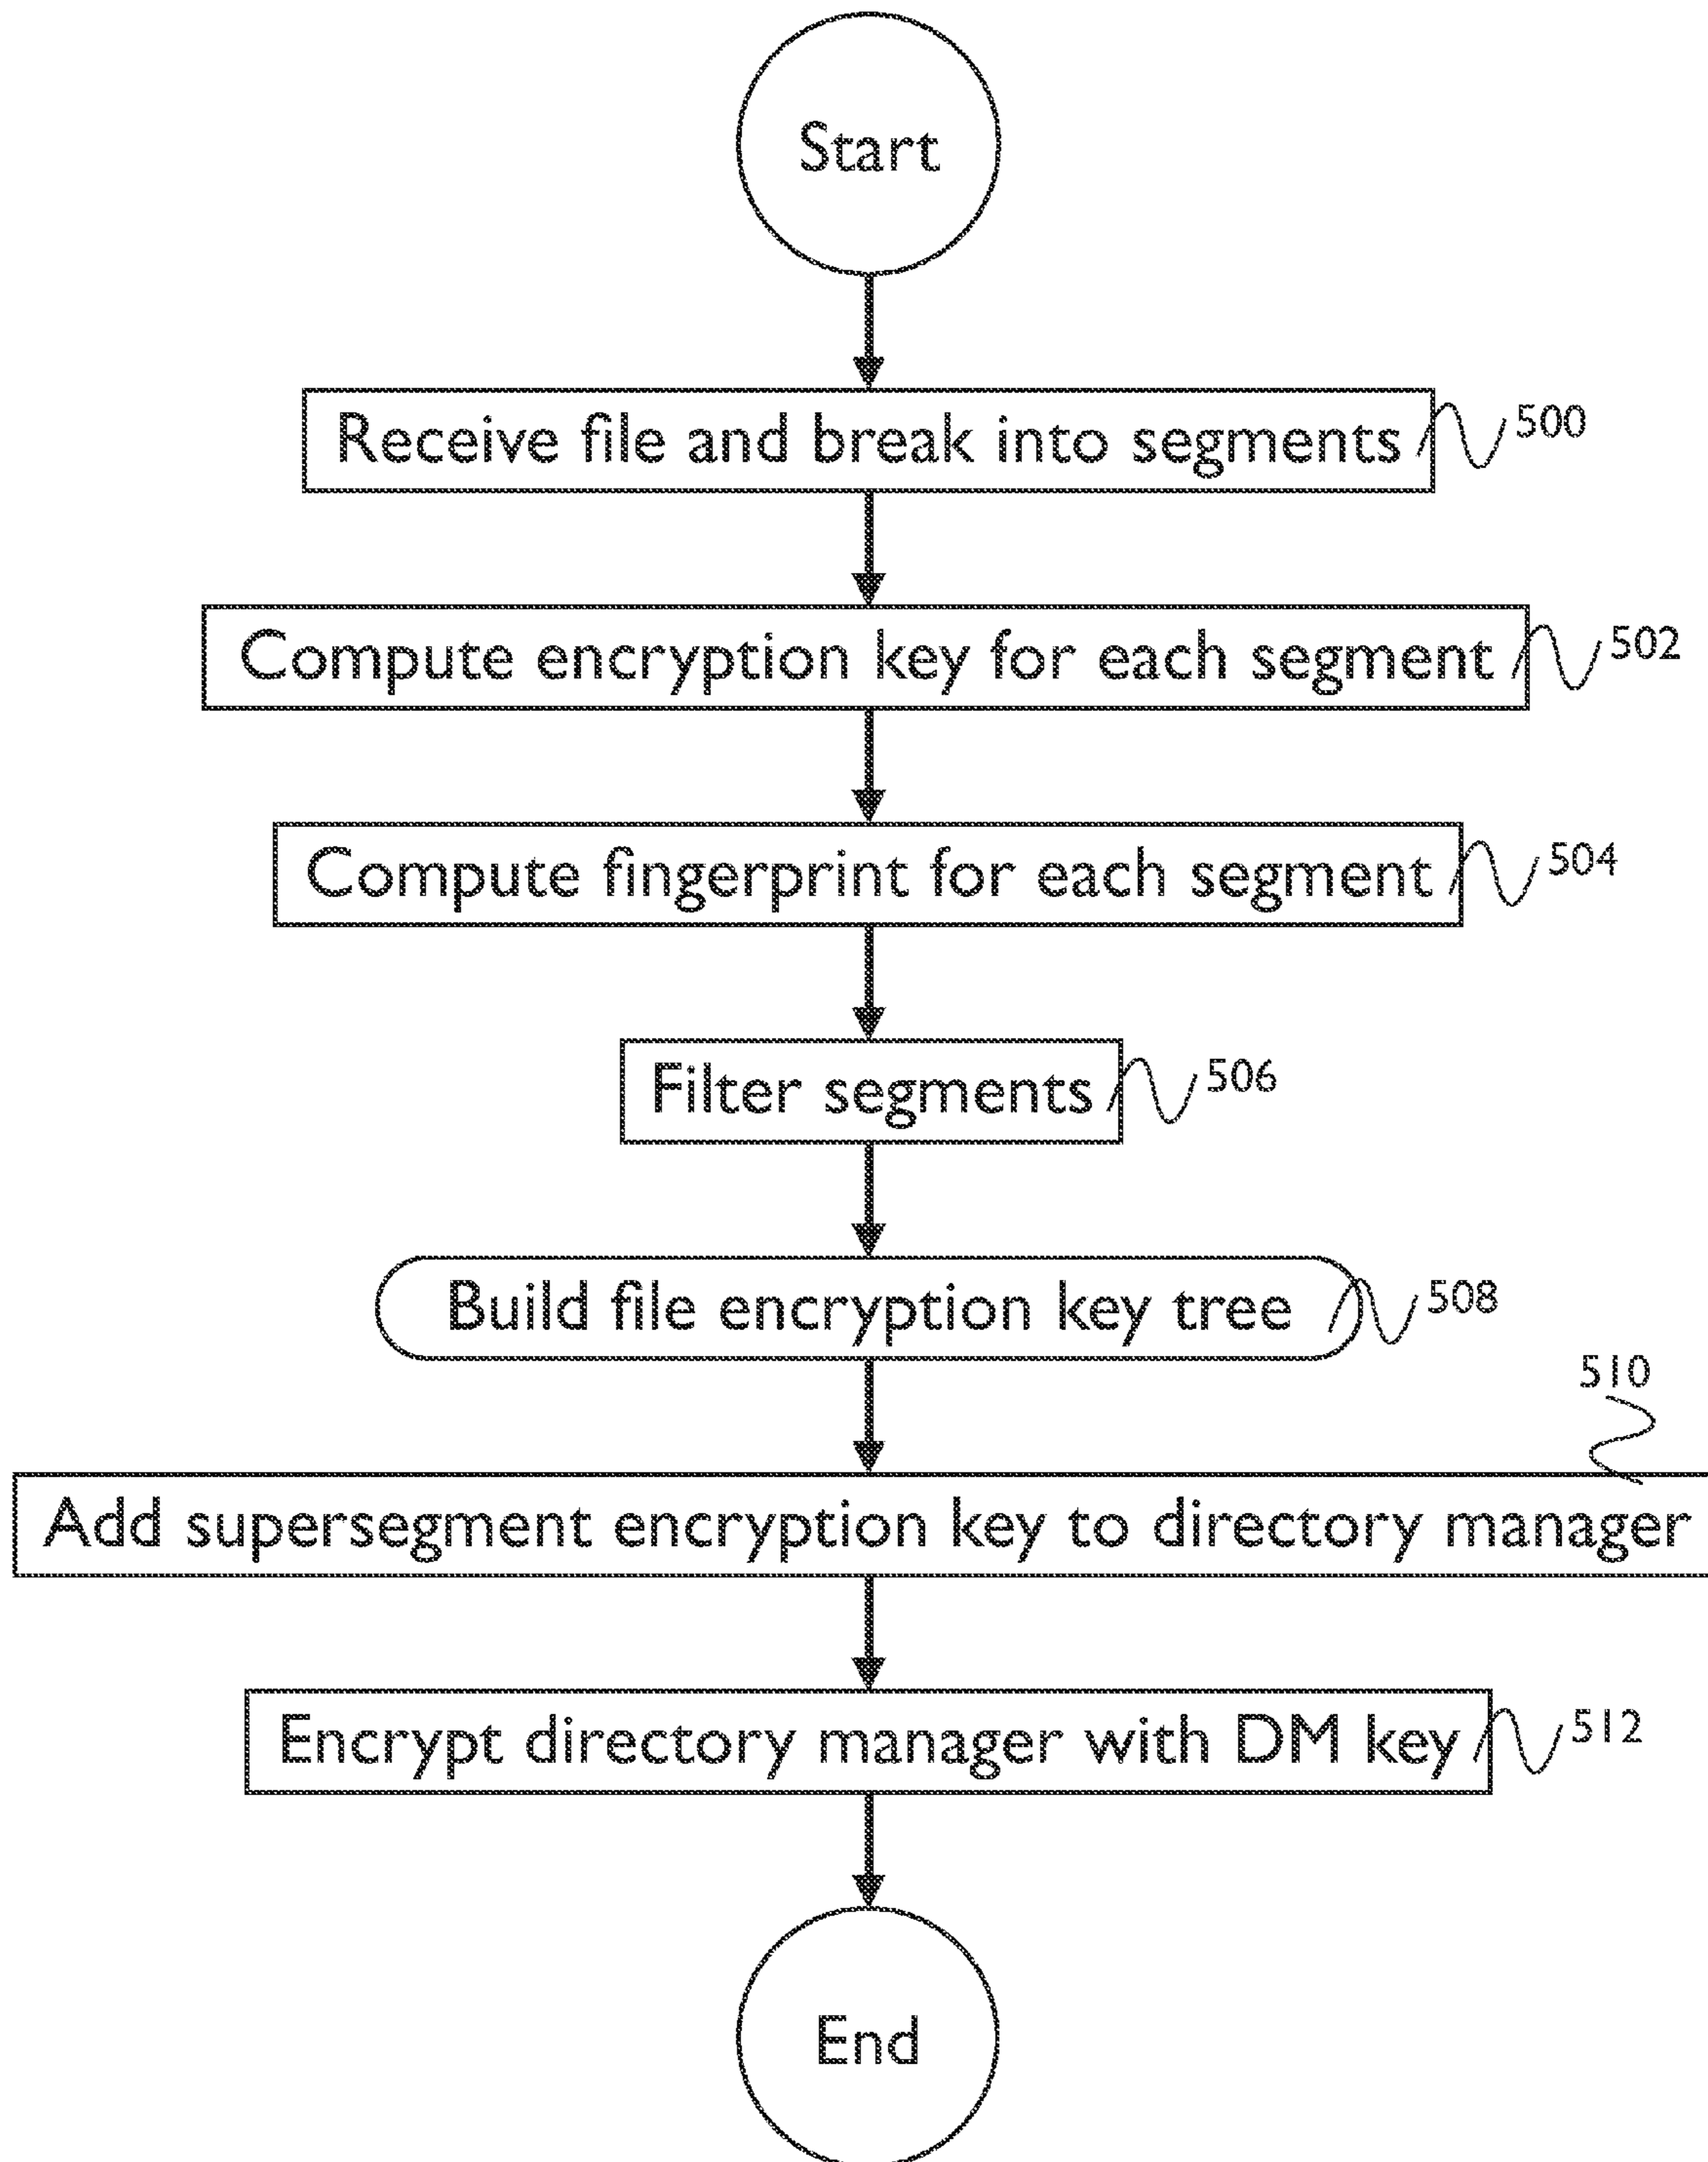 Start
Receive file and break into segments
500
Compute encryption key for each segment
502
Compute fingerprint for each segment
504
Filter segments
506
Build file encryption key tree
508
510
Add supersegment encryption key to directory manager
Encrypt directory manager with DM key
512
End